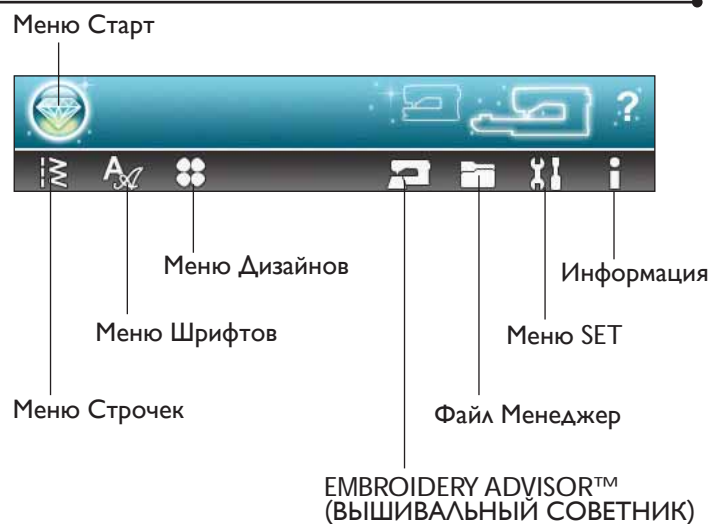 Меню Старт
?
Меню Дизайнов
Информация
Меню Шрифтов
Меню SET
Меню Строчек
Файл Менеджер
EMBROIDERY ADVISOR™
(ВЫШИВАЛЬНЫЙ СОВЕТНИК)